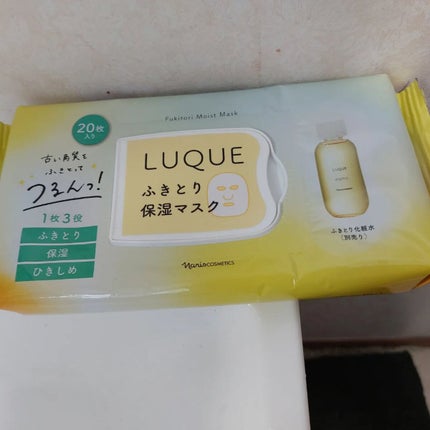 Fukitori Moist Mask
20枚
入り
古い角質を
ふきとって
つるんっ!
1枚3役
ふきとり
保湿
ひきしめ
LUQUE
ふきとり
保湿マスク
LUQUE
ふきとり化粧水
(別売り)
naris COSMETICS